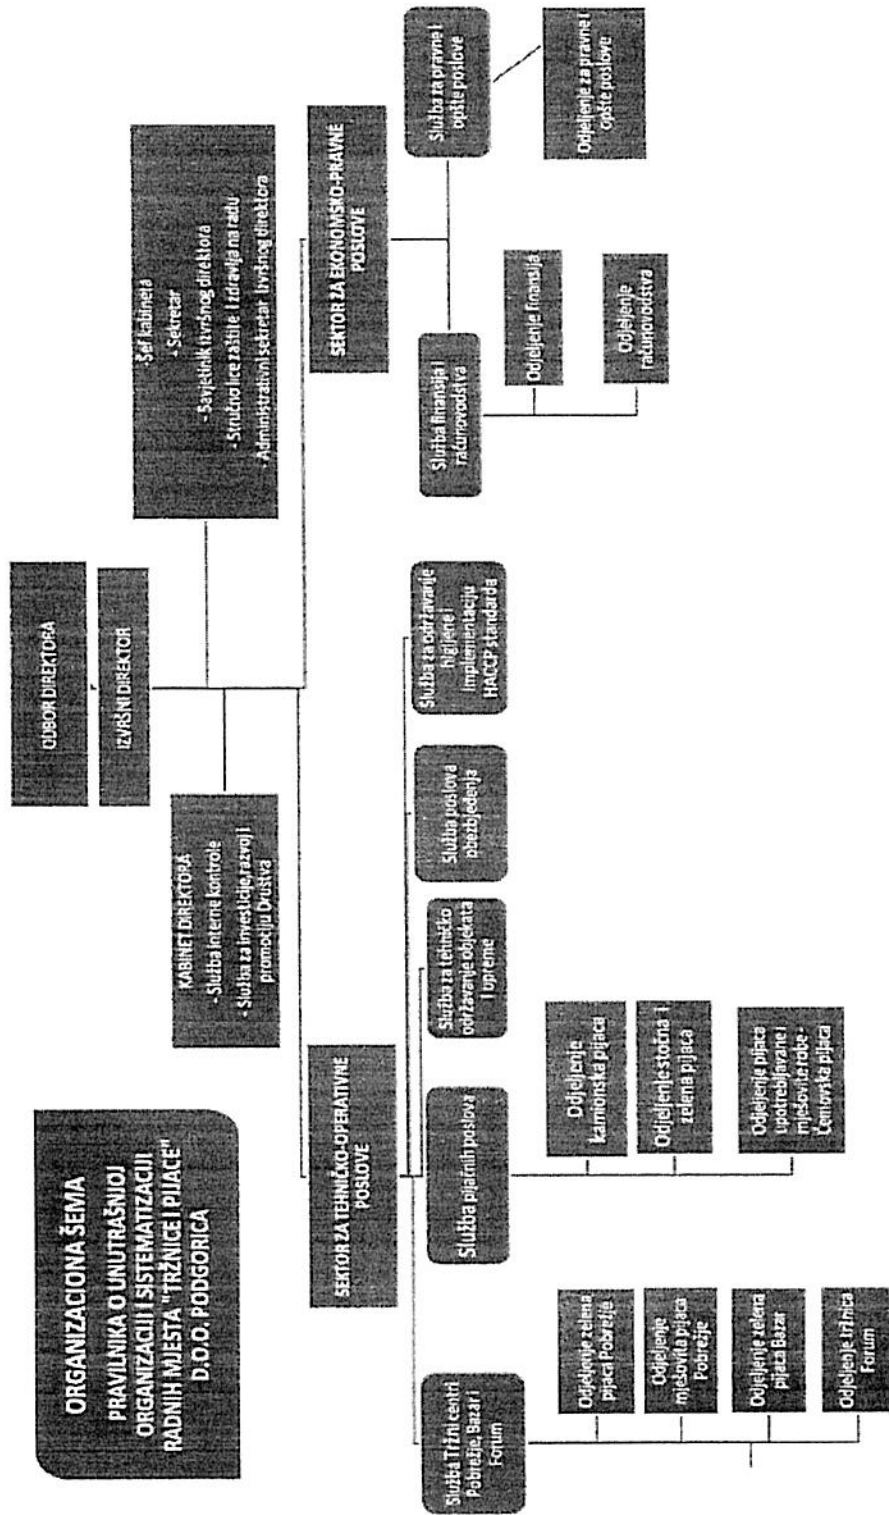 ORGANIZACIONA ŠEMA
PRAVILNIKA O UNUTRAŠNJOJ
ORGANIZACIJI I SISTEMATIZACIJI
RADNIH MJESTA "TRŽNICE I PIJACE"
D.O.O. PODGORICA
ODBOR DIREKTORA
IZVRŠNI DIREKTOR
KABINET DIREKTORA
- Služba interne kontrole
- Služba za investicije, razvoj i
promociju Društva
-Šef kabineta
- Sekretar
- Savjetnik izvršnog direktora
- Stručno lice zaštite i zdravlja na radu
- Administrativni sekretar izvršnog direktora
SEKTOR ZA TEHNIČKO-OPERATIVNE
POSLOVE
SEKTOR ZA EKONOMSKO-PRAVNE
POSLOVE
Služba Tržni centri
Pobrežje, Bazar i
Forum
Služba pijačnih poslova
Služba za tehničko
održavanje objekata
i opreme
Služba poslova
obezbjeđenja
Služba za održavanje
higijene i
implementaciju
HACCP standarda
Služba finansija i
računovodstva
Služba za pravne i
opšte poslove
Odjeljenje zelena
pijaca Pobrežje
Odjeljenje
mješovita pijaca
Pobrežje
Odjeljenje zelena
pijaca Bazar
Odjeljenje tržnica
Forum
Odjeljenje
kamionska pijaca
Odjeljenje stočna i
zelena pijaca
Odjeljenje pijaca
upotrebljavane i
mješovite robe -
Ćemovska pijaca
Odjeljenje finansija
Odjeljenje
računovodstva
Odjeljenje za pravne i
opšte poslove